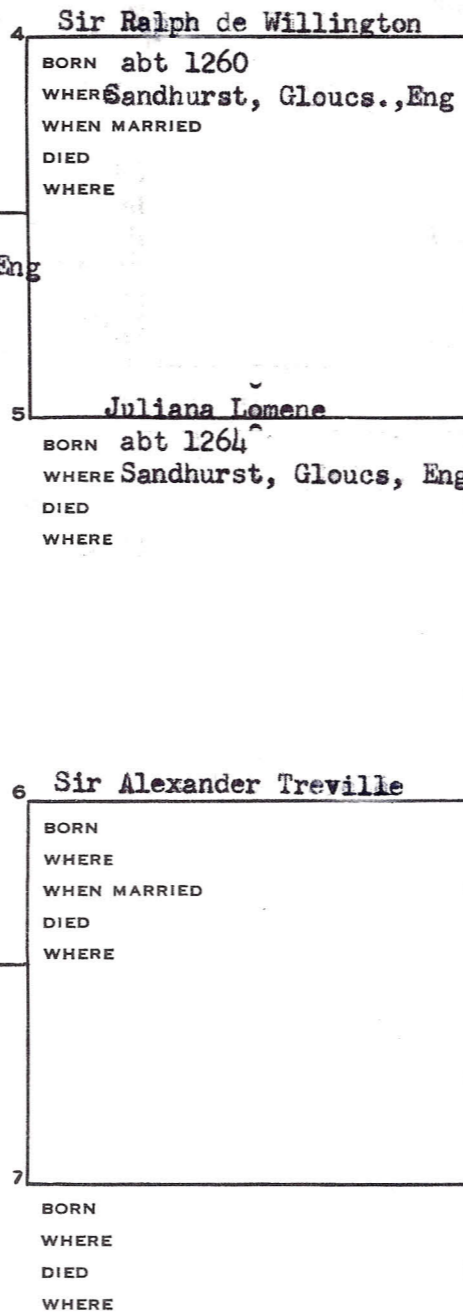 Sir Ralph de Willington
4
BORN abt 1260
WHERE Sandhurst, Gloucs.,Eng
WHEN MARRIED
DIED
WHERE
Eng
Juliana Lomene
5
BORN abt 1264
WHERE Sandhurst, Gloucs, Eng
DIED
WHERE
Sir Alexander Treville
6
BORN
WHERE
WHEN MARRIED
DIED
WHERE
7
BORN
WHERE
DIED
WHERE